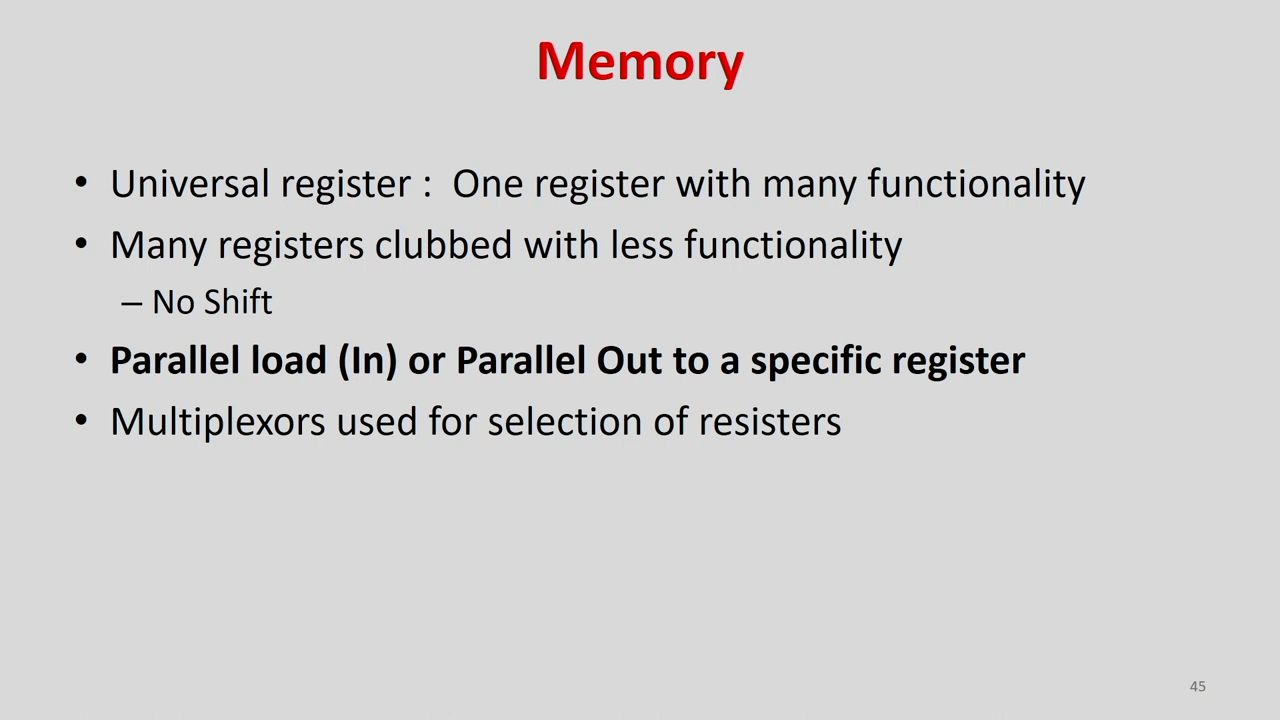 Memory
• Universal register :  One register with many functionality
• Many registers clubbed with less functionality
– No Shift
• Parallel load (In) or Parallel Out to a specific register
• Multiplexors used for selection of resisters
45